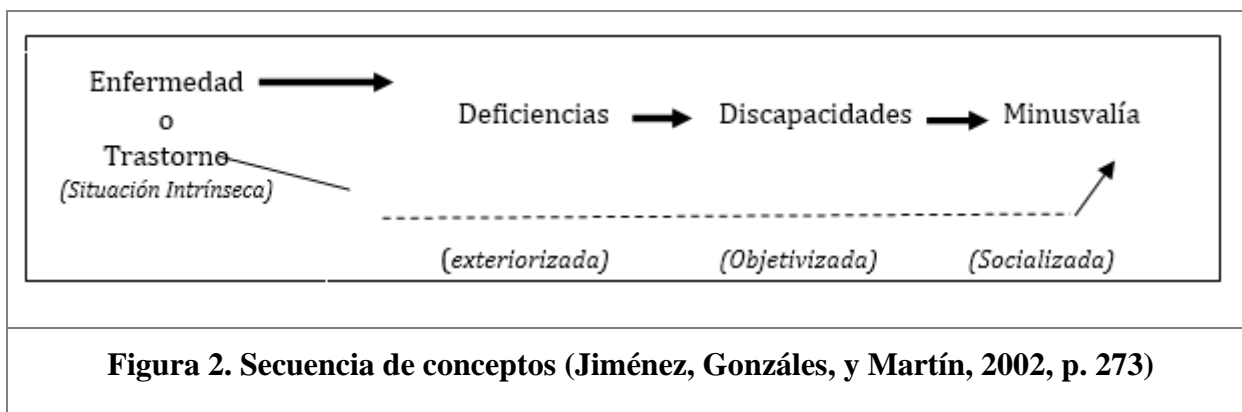 Enfermedad
o
Trastorno
(Situación Intrínseca)
Deficiencias
Discapacidades
Minusvalía
(exteriorizada)
(Objetivizada)
(Socializada)
Figura 2. Secuencia de conceptos (Jiménez, Gonzáles, y Martín, 2002, p. 273)